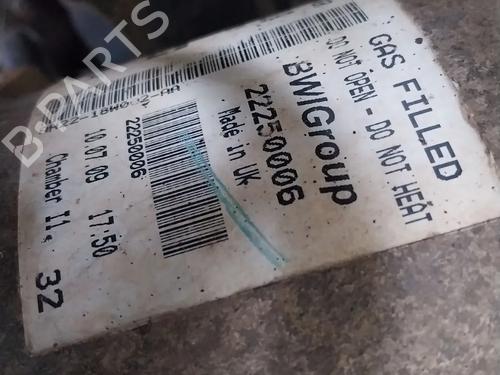 B-PARTS
GAS FILLED
DO NOT OPEN - DO NOT HEAT
BWIGroup
22250006
Made in UK
22250006
10.07.09 17:50
Chamber 11. 32